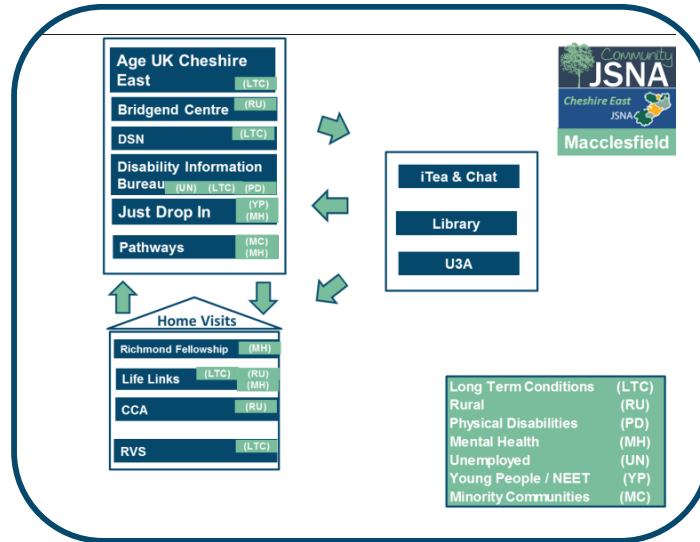 Age UK Cheshire
East (LTC)
Bridgend Centre (RU)
DSN (LTC)
Disability Information
Bureau (UN) (LTC) (PD)
Just Drop In (YP)
(MH)
Pathways (MC)
(MH)
Home Visits
Richmond Fellowship (MH)
Life Links (LTC) (RU)
(MH)
CCA (RU)
RVS (LTC)
iTea & Chat
Library
U3A
Community
JSNA
Cheshire East
JSNA
Macclesfield
Long Term Conditions (LTC)
Rural (RU)
Physical Disabilities (PD)
Mental Health (MH)
Unemployed (UN)
Young People / NEET (YP)
Minority Communities (MC)